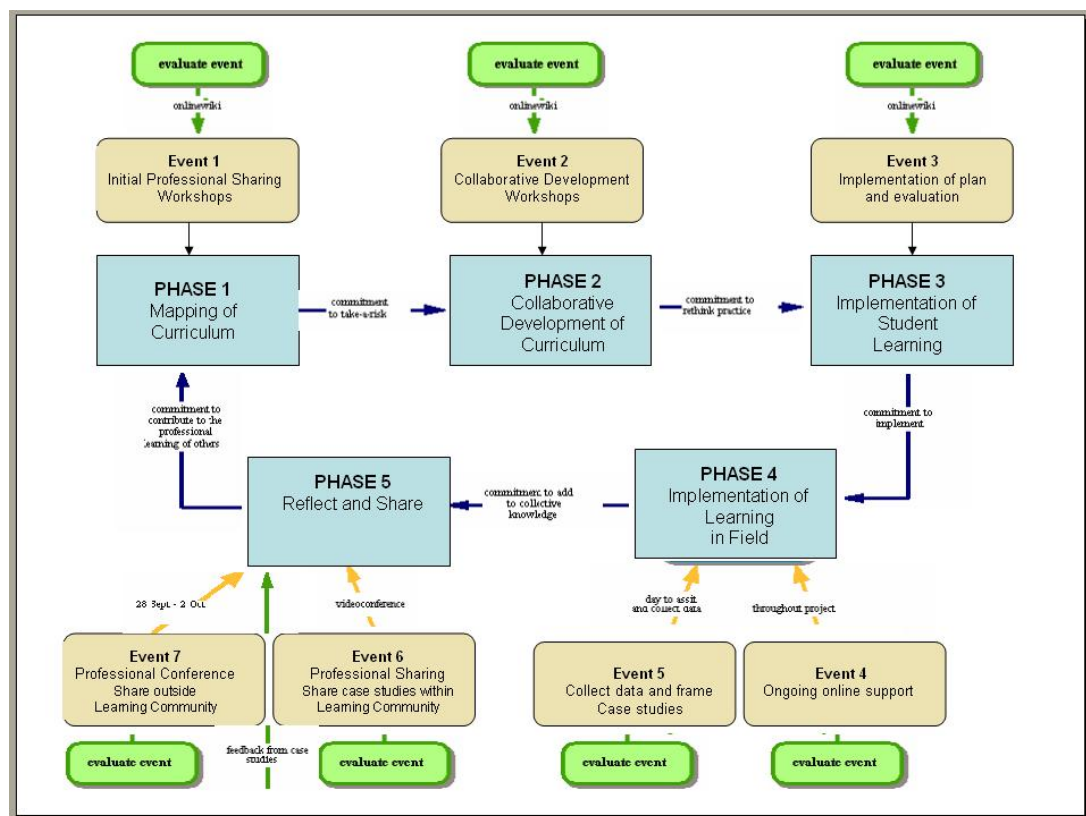 evaluate event
evaluate event
evaluate event
onlinewiki
onlinewiki
onlinewiki
Event 1
Initial Professional Sharing
Workshops
Event 2
Collaborative Development
Workshops
Event 3
Implementation of plan
and evaluation
PHASE 1
Mapping of
Curriculum
commitment
to take-a-risk
PHASE 2
Collaborative
Development of
Curriculum
commitment to
rethink practice
PHASE 3
Implementation of
Student
Learning
commitment to
contribute to the
professional
learning of others
commitment to
implement
PHASE 5
Reflect and Share
commitment to add
to collective
knowledge
PHASE 4
Implementation of
Learning
in Field
28 Sept - 2 Oct
videoconference
day to assit
and collect data
throughout project
Event 7
Professional Conference
Share outside
Learning Community
Event 6
Professional Sharing
Share case studies within
Learning Community
Event 5
Collect data and frame
Case studies
Event 4
Ongoing online support
evaluate event
feedback from case
studies
evaluate event
evaluate event
evaluate event